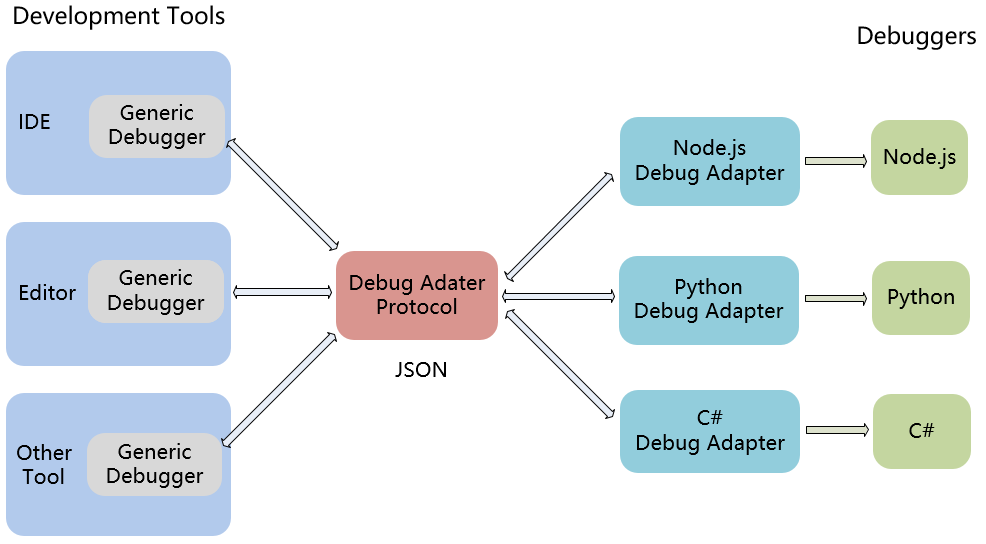 Development Tools
Debuggers
IDE
Generic
Debugger
Editor
Generic
Debugger
Other
Tool
Generic
Debugger
Debug Adater
Protocol
JSON
Node.js
Debug Adapter
Python
Debug Adapter
C#
Debug Adapter
Node.js
Python
C#